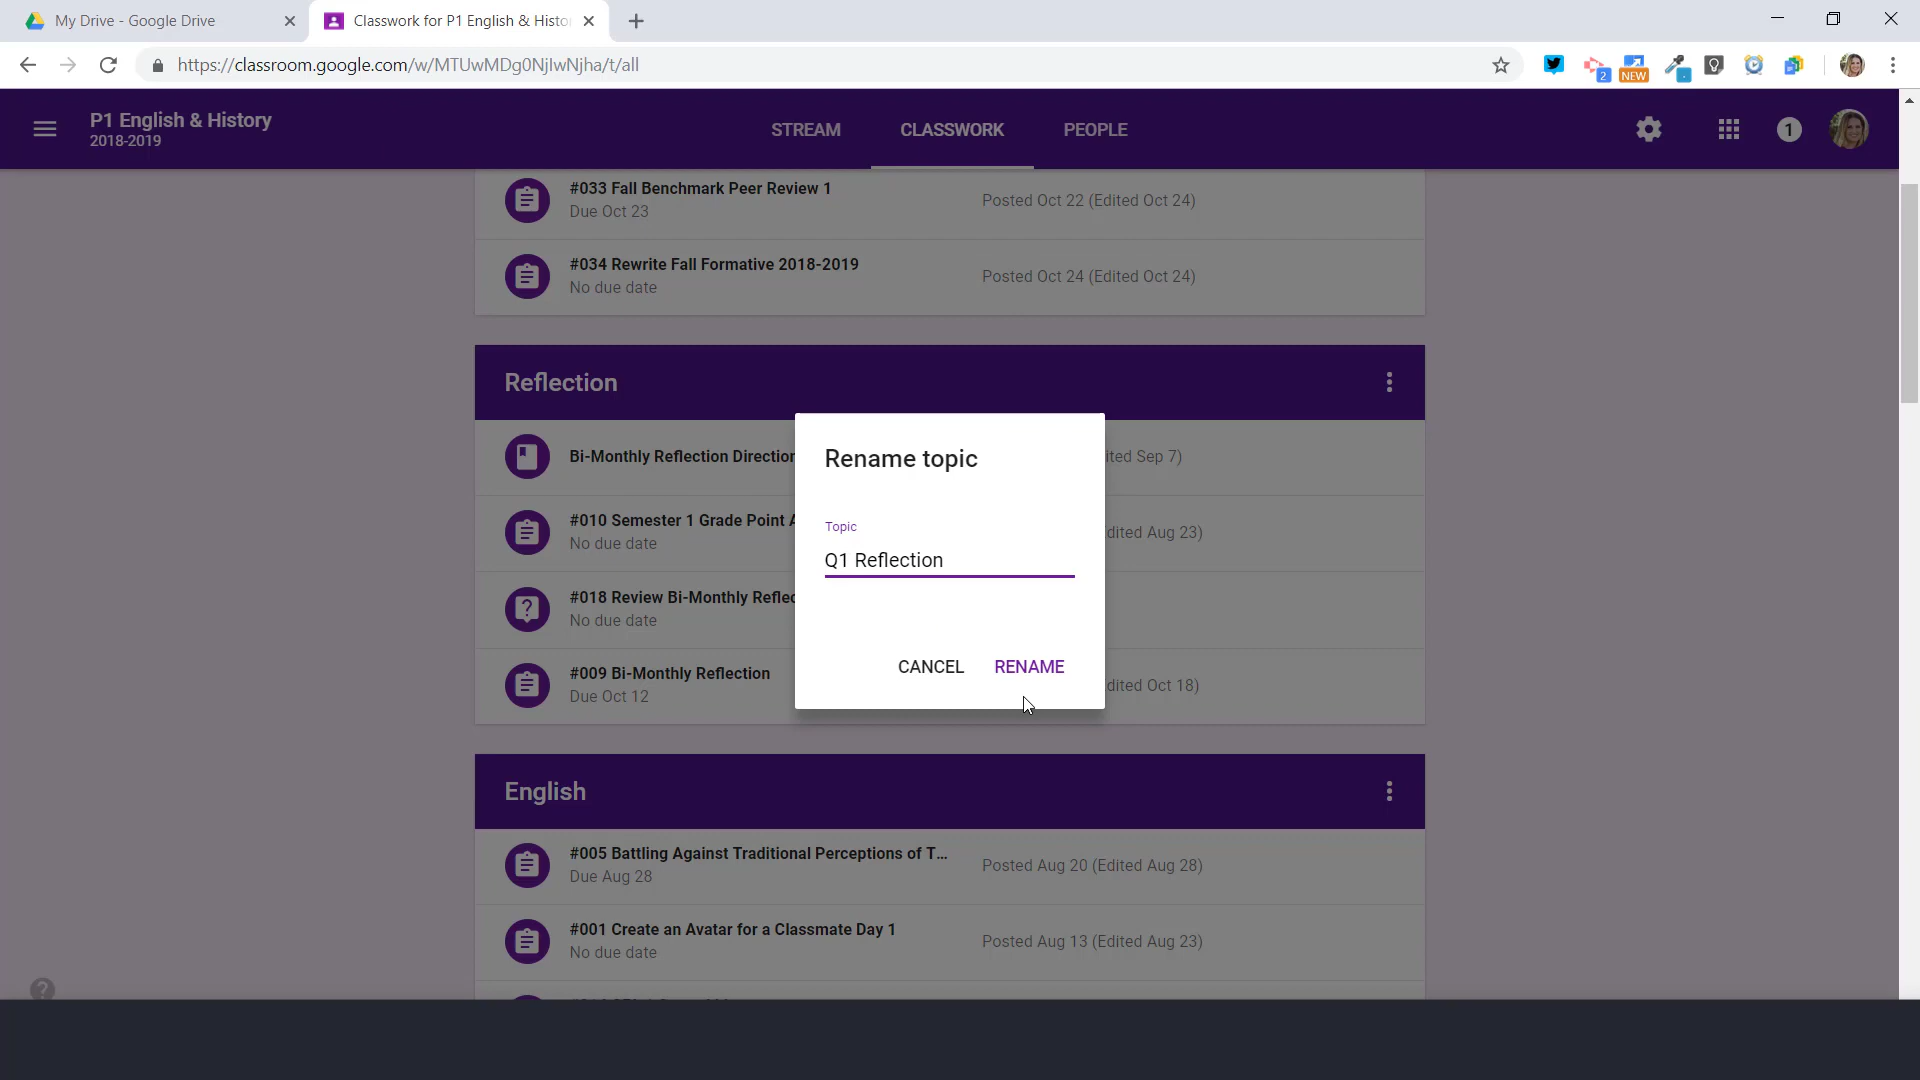 My Drive - Google Drive
Classwork for P1 English & Histo
https://classroom.google.com/w/MTUwMDg0NjIwNjha/t/all
2
NEW
P1 English & History
2018-2019
STREAM
CLASSWORK
PEOPLE
1
#033 Fall Benchmark Peer Review 1
Due Oct 23
Posted Oct 22 (Edited Oct 24)
#034 Rewrite Fall Formative 2018-2019
No due date
Posted Oct 24 (Edited Oct 24)
Reflection
Bi-Monthly Reflection Direction
ited Sep 7)
#010 Semester 1 Grade Point A
No due date
dited Aug 23)
#018 Review Bi-Monthly Reflec
No due date
#009 Bi-Monthly Reflection
Due Oct 12
dited Oct 18)
Rename topic
Topic
Q1 Reflection
CANCEL
RENAME
English
#005 Battling Against Traditional Perceptions of T...
Due Aug 28
Posted Aug 20 (Edited Aug 28)
#001 Create an Avatar for a Classmate Day 1
No due date
Posted Aug 13 (Edited Aug 23)